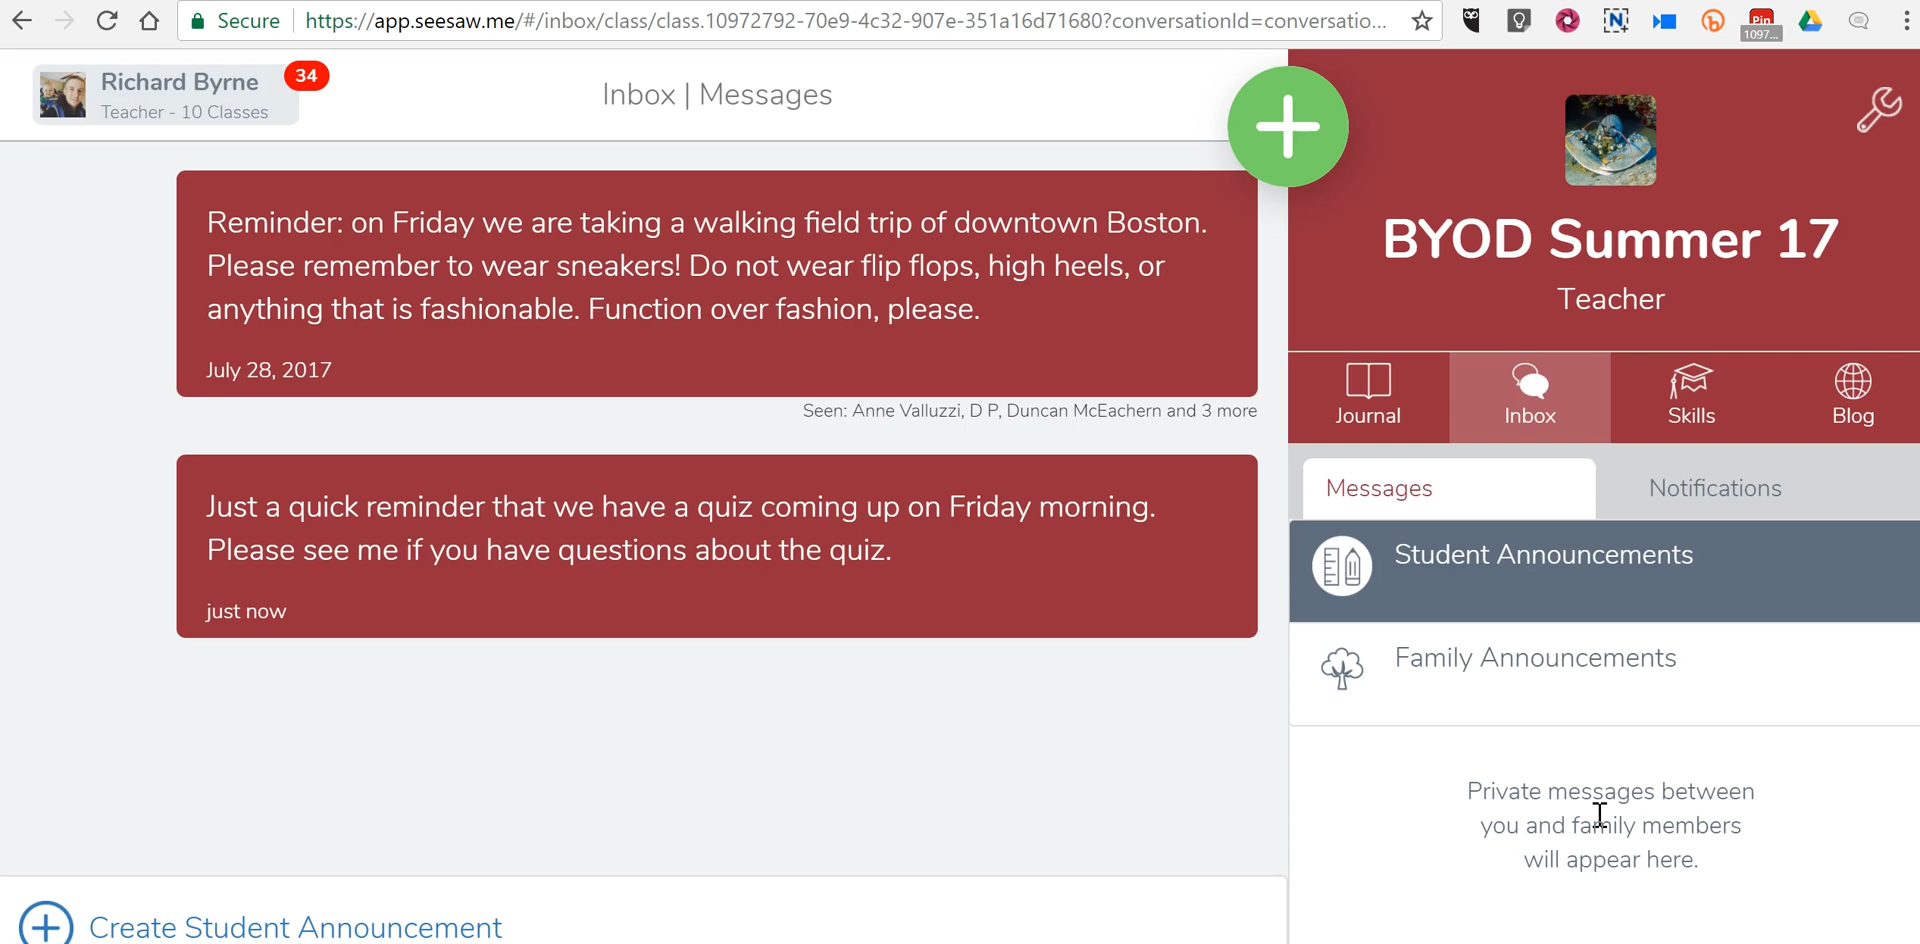 Secure
https://app.seesaw.me/#/inbox/class/class.10972792-70e9-4c32-907e-351a16d71680?conversationId=conversatio...
Pin
1097...
Richard Byrne
34
Teacher - 10 Classes
Inbox | Messages
Reminder: on Friday we are taking a walking field trip of downtown Boston.
Please remember to wear sneakers! Do not wear flip flops, high heels, or
anything that is fashionable. Function over fashion, please.
July 28, 2017
Seen: Anne Valluzzi, D P, Duncan McEachern and 3 more
Just a quick reminder that we have a quiz coming up on Friday morning.
Please see me if you have questions about the quiz.
just now
Create Student Announcement
BYOD Summer 17
Teacher
Journal
Inbox
Skills
Blog
Messages
Notifications
Student Announcements
Family Announcements
Private messages between
you and family members
will appear here.